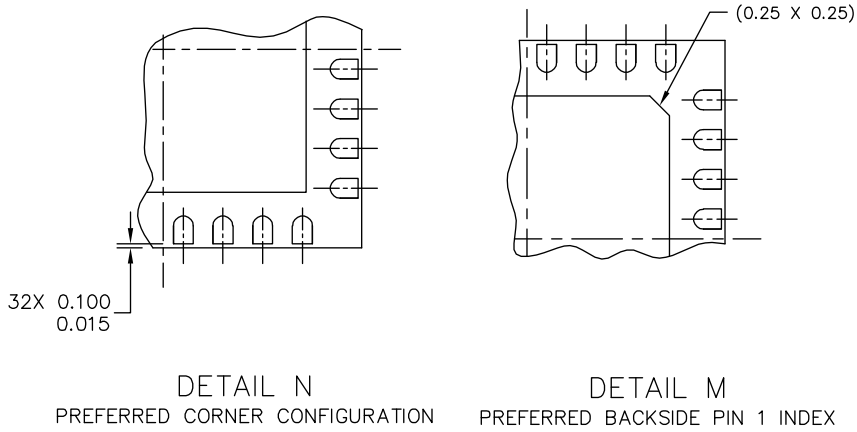 (0.25 X 0.25)
32X 0.100
0.015
DETAIL N
PREFERRED CORNER CONFIGURATION
DETAIL M
PREFERRED BACKSIDE PIN 1 INDEX